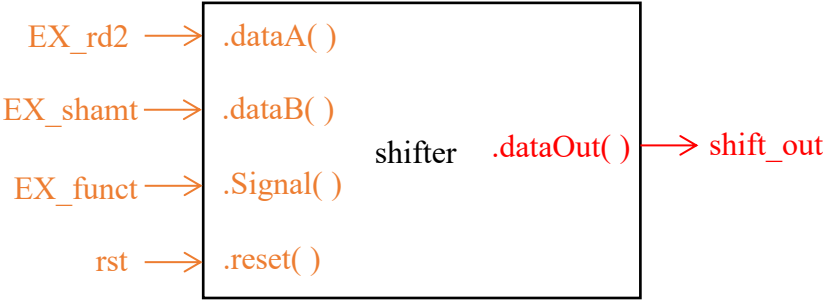 EX_rd2 .dataA( )
EX_shamt .dataB( )
shifter .dataOut( ) shift_out
EX_funct .Signal( )
rst .reset( )